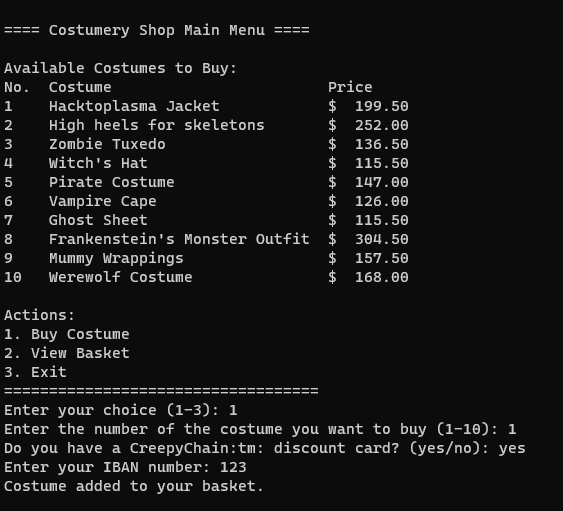 ==== Costumery Shop Main Menu ====
Available Costumes to Buy:
No. Costume Price
1 Hacktoplasma Jacket $ 199.50
2 High heels for skeletons $ 252.00
3 Zombie Tuxedo $ 136.50
4 Witch's Hat $ 115.50
5 Pirate Costume $ 147.00
6 Vampire Cape $ 126.00
7 Ghost Sheet $ 115.50
8 Frankenstein's Monster Outfit $ 304.50
9 Mummy Wrappings $ 157.50
10 Werewolf Costume $ 168.00
Actions:
1. Buy Costume
2. View Basket
3. Exit
===================================
Enter your choice (1-3): 1
Enter the number of the costume you want to buy (1-10): 1
Do you have a CreepyChain:tm: discount card? (yes/no): yes
Enter your IBAN number: 123
Costume added to your basket.